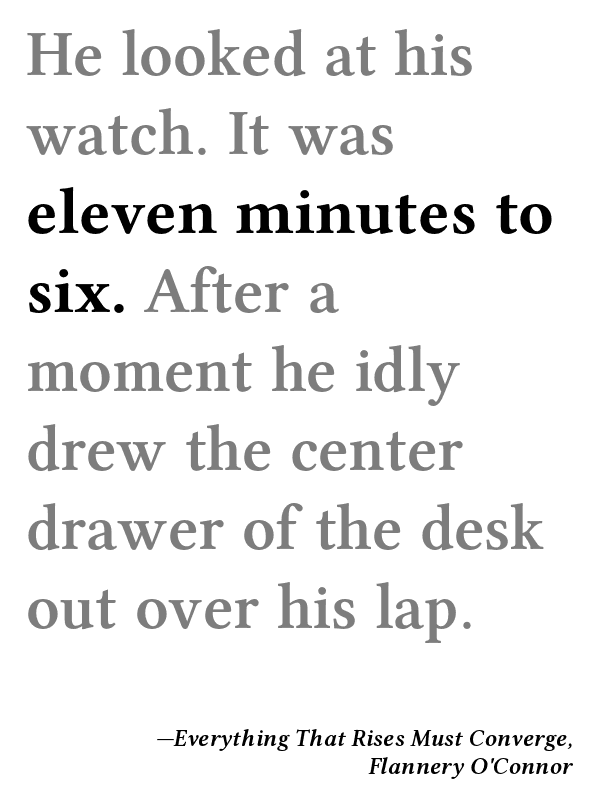 He looked at his
watch. It was
eleven minutes to
six. After a
moment he idly
drew the center
drawer of the desk
out over his lap.
—Everything That Rises Must Converge,
Flannery O'Connor